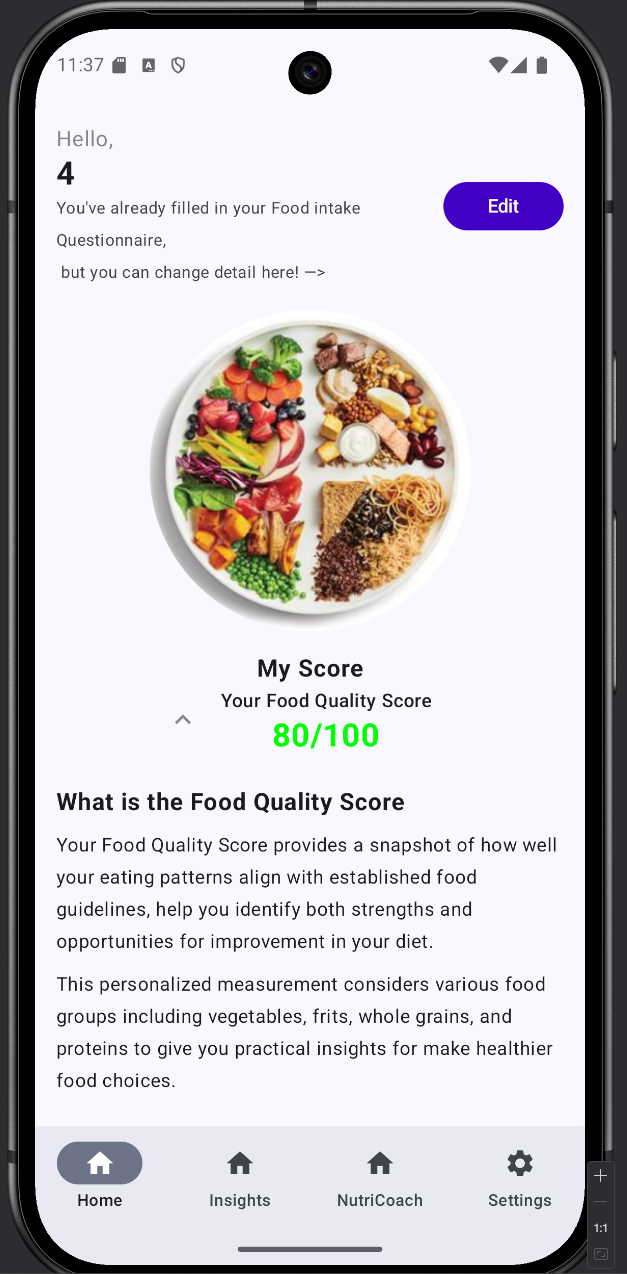 11:37
Hello,
4
You've already filled in your Food intake
Questionnaire,
but you can change detail here! —>
Edit
My Score
Your Food Quality Score
80/100
What is the Food Quality Score
Your Food Quality Score provides a snapshot of how well
your eating patterns align with established food
guidelines, help you identify both strengths and
opportunities for improvement in your diet.
This personalized measurement considers various food
groups including vegetables, frits, whole grains, and
proteins to give you practical insights for make healthier
food choices.
Home
Insights
NutriCoach
Settings
1:1